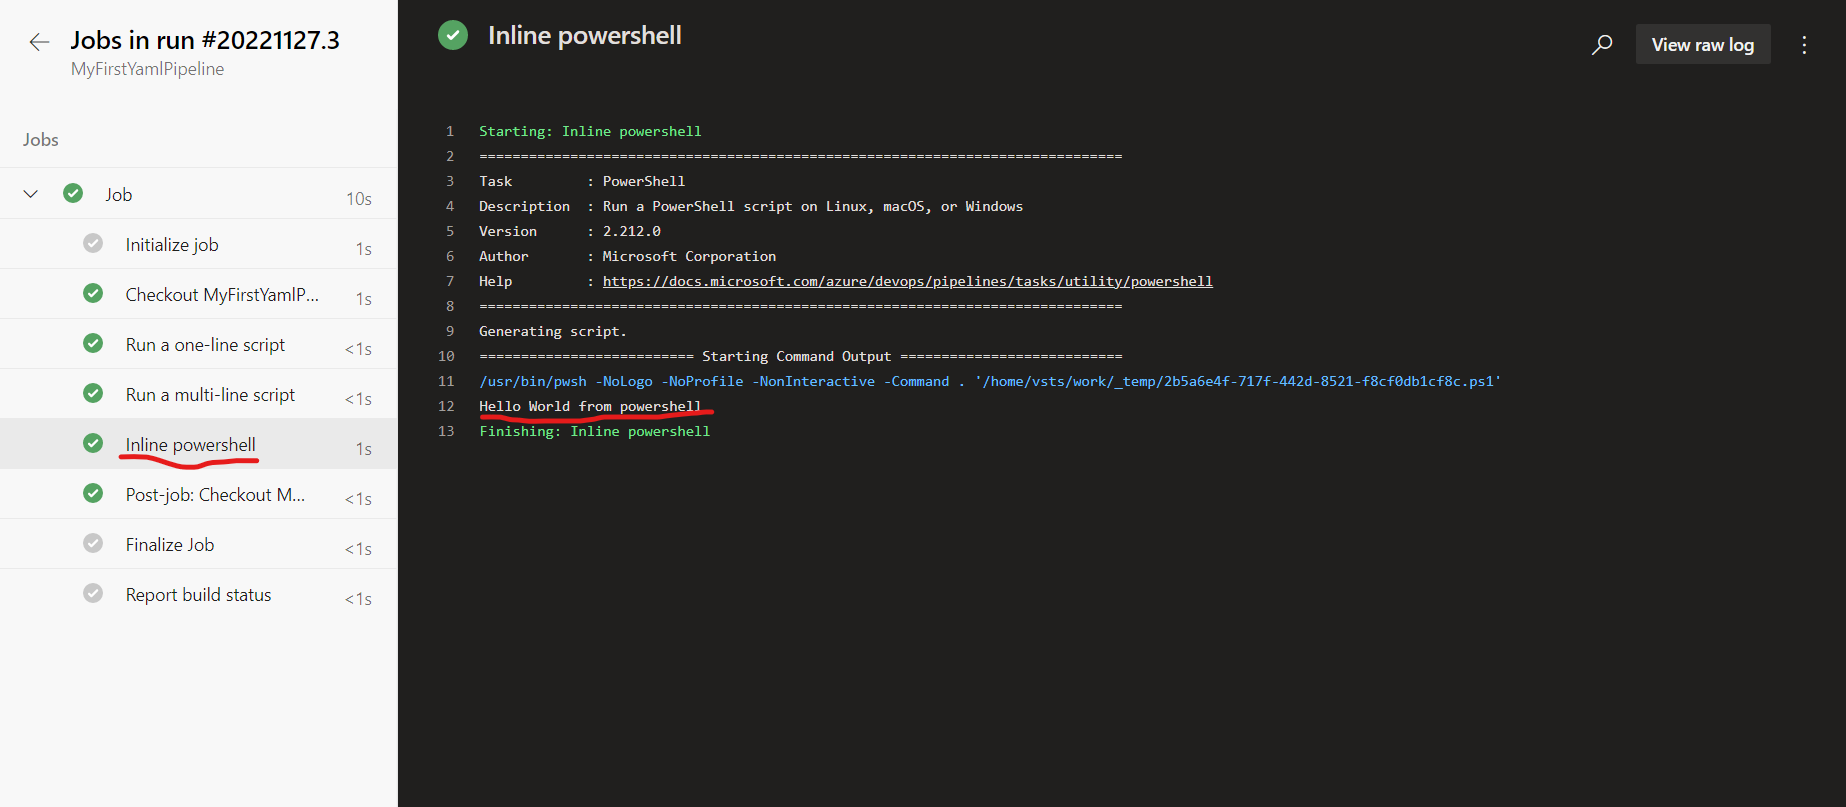 Jobs in run #20221127.3
MyFirstYamlPipeline
Jobs
Job 10s
Initialize job 1s
Checkout MyFirstYamlP... 1s
Run a one-line script <1s
Run a multi-line script <1s
Inline powershell 1s
Post-job: Checkout M... <1s
Finalize Job <1s
Report build status <1s
Inline powershell
View raw log
1 Starting: Inline powershell
2 ==============================================================================
3 Task         : PowerShell
4 Description  : Run a PowerShell script on Linux, macOS, or Windows
5 Version      : 2.212.0
6 Author       : Microsoft Corporation
7 Help         : https://docs.microsoft.com/azure/devops/pipelines/tasks/utility/powershell
8 ==============================================================================
9 Generating script.
10 ========================== Starting Command Output ===========================
11 /usr/bin/pwsh -NoLogo -NoProfile -NonInteractive -Command . '/home/vsts/work/_temp/2b5a6e4f-717f-442d-8521-f8cf0db1cf8c.ps1'
12 Hello World from powershell
13 Finishing: Inline powershell